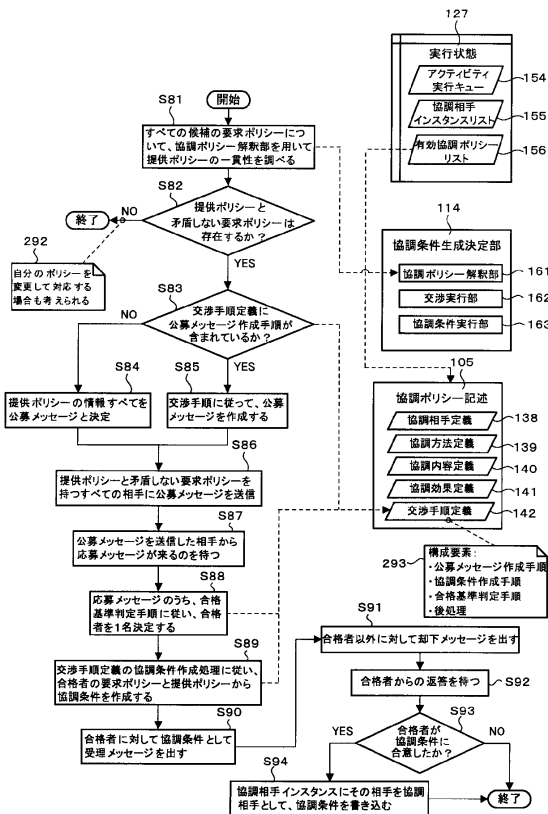 開始
S81
すべての候補の要求ポリシーについ
て、協調ポリシー解釈部を用いて
提供ポリシーの一貫性を調べる
S82
提供ポリシーと
矛盾しない要求ポリシーは
存在するか？
NO
終了
292
自分のポリシーを
変更して対応する
場合も考えられる
YES
S83
交渉手順定義に
公募メッセージ作成手順が
含まれているか？
NO
YES
S84
提供ポリシーの情報すべてを
公募メッセージと決定
S85
交渉手順に従って、公募
メッセージを作成する
S86
提供ポリシーと矛盾しない要求ポリシーを
持つすべての相手に公募メッセージを送信
S87
公募メッセージを送信した相手から
応募メッセージが来るのを待つ
S88
応募メッセージのうち、合格
基準判定手順に従い、合格
者を1名決定する
S89
交渉手順定義の協調条件作成処理に従い、
合格者の要求ポリシーと提供ポリシーから
協調条件を作成する
S90
合格者に対して協調条件として
受理メッセージを出す
S91
合格者以外に対して却下メッセージを出す
合格者からの返答を待つ
S92
S93
合格者が
協調条件に
合意したか？
YES
NO
S94
協調相手インスタンスにその相手を協調
相手として、協調条件を書き込む
終了
127
実行状態
アクティビティ
実行キュー
154
協調相手
インスタンスリスト
155
有効協調ポリシー
リスト
156
114
協調条件生成決定部
協調ポリシー解釈部
161
交渉実行部
162
協調条件実行部
163
105
協調ポリシー記述
協調相手定義
138
協調方法定義
139
協調内容定義
140
協調効果定義
141
交渉手順定義
142
293
構成要素：
・公募メッセージ作成手順
・協調条件作成手順
・合格基準判定手順
・後処理